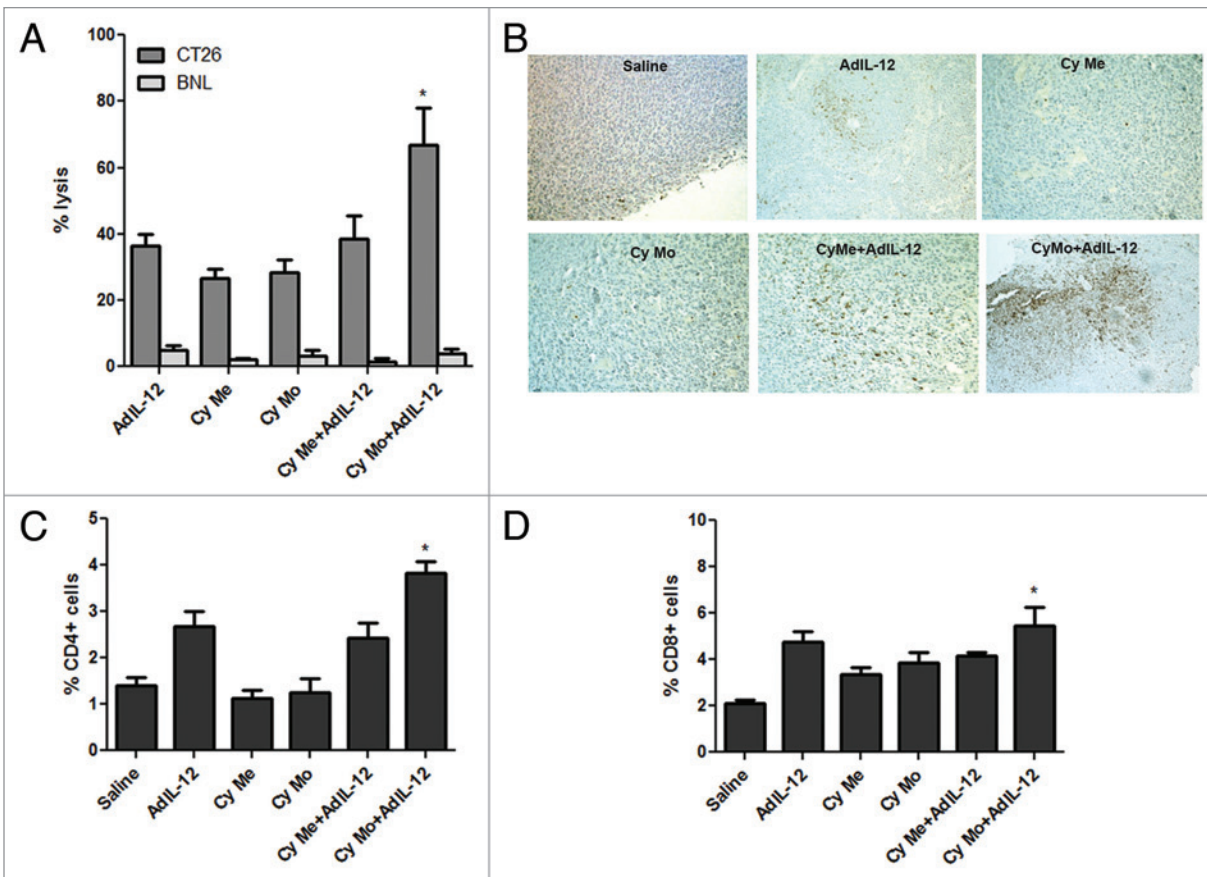 A
100
80
60
40
20
0
% lysis
CT26
BNL
*
AdIL-12
Cy Me
Cy Mo
Cy Me+AdIL-12
Cy Mo+AdIL-12
B
Saline
AdIL-12
Cy Me
Cy Mo
CyMe+AdIL-12
CyMo+AdIL-12
C
5
4
3
2
1
0
% CD4+ cells
*
Saline
AdIL-12
Cy Me
Cy Mo
Cy Me+AdIL-12
Cy Mo+AdIL-12
D
10
8
6
4
2
0
% CD8+ cells
*
Saline
AdIL-12
Cy Me
Cy Mo
Cy Me+AdIL-12
Cy Mo+AdIL-12